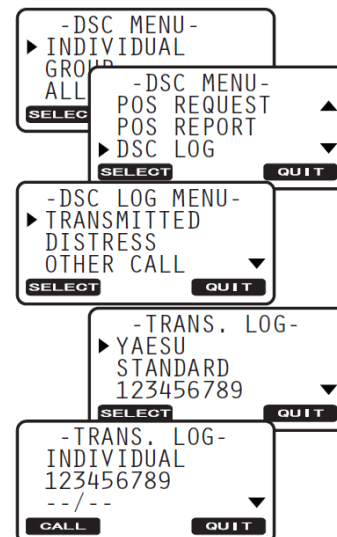 -DSC MENU-
INDIVIDUAL
GROUP
ALL
SELEC
-DSC MENU-
POS REQUEST
POS REPORT
DSC LOG
SELECT QUIT
-DSC LOG MENU-
TRANSMITTED
DISTRESS
OTHER CALL
SELECT QUIT
-TRANS. LOG-
YAESU
STANDARD
123456789
SELECT QUIT
-TRANS. LOG-
INDIVIDUAL
123456789
--/--
CALL QUIT